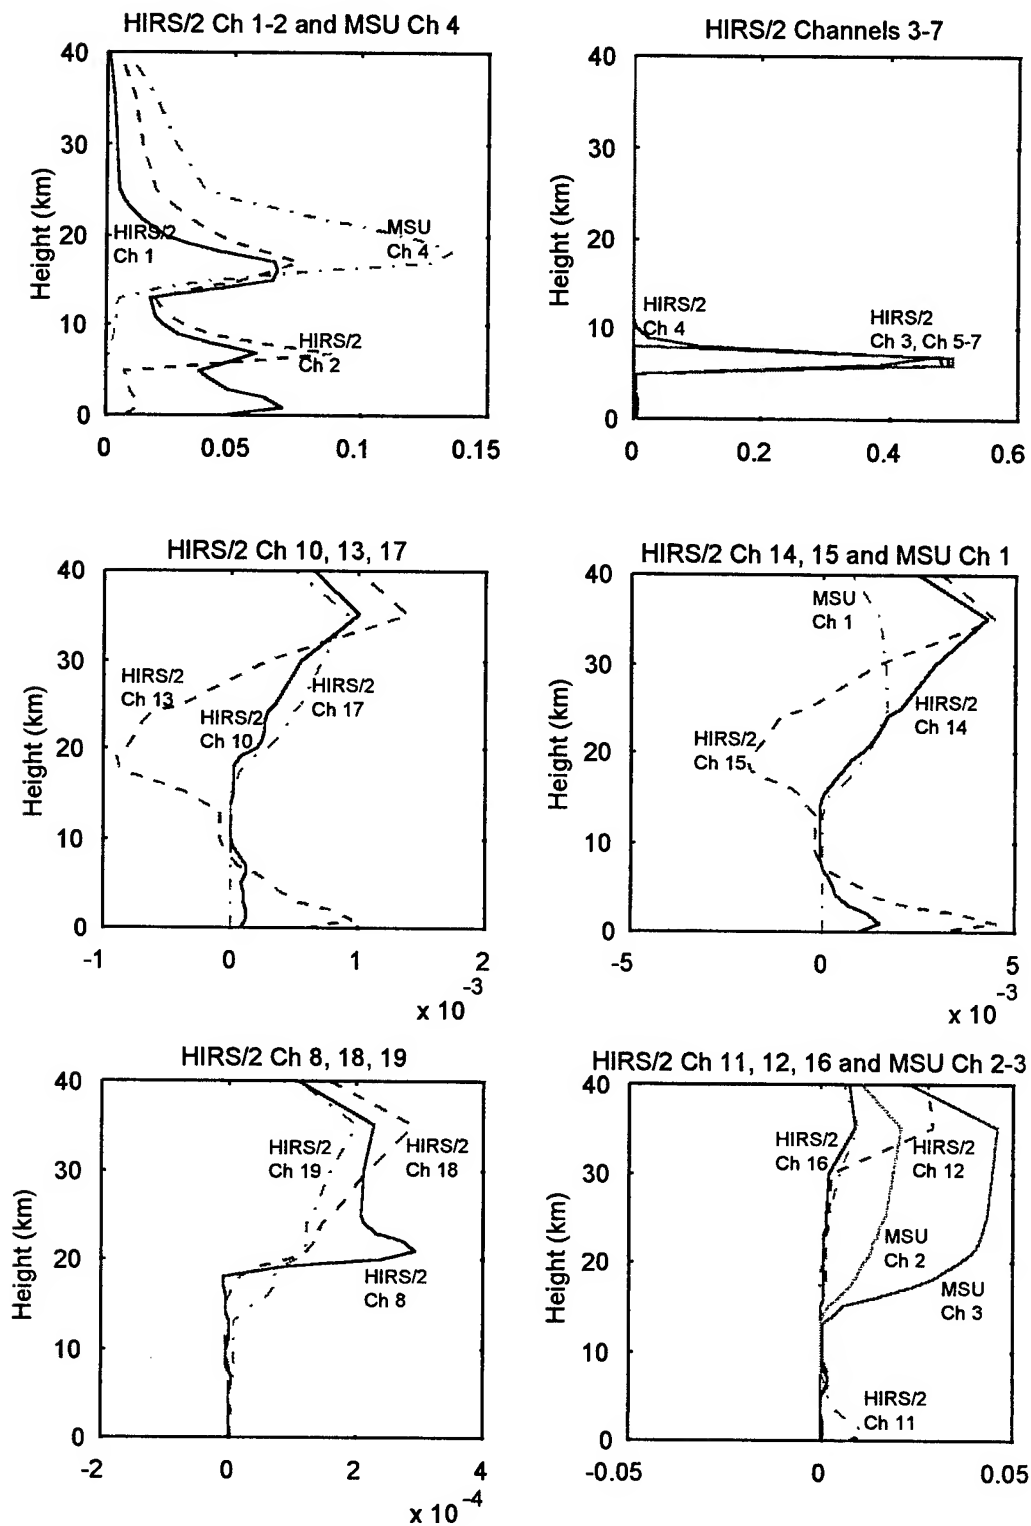 HIRS/2 Ch 1-2 and MSU Ch 4
40
30
20
10
0
Height (km)
HIRS/2
Ch 1
MSU
Ch 4
HIRS/2
Ch 2
0
0.05
0.1
0.15
HIRS/2 Channels 3-7
40
30
20
10
0
Height (km)
HIRS/2
Ch 4
HIRS/2
Ch 3, Ch 5-7
0
0.2
0.4
0.6
HIRS/2 Ch 10, 13, 17
40
30
20
10
0
Height (km)
HIRS/2
Ch 13
HIRS/2
Ch 10
HIRS/2
Ch 17
-1
0
1
2
x 10-3
HIRS/2 Ch 14, 15 and MSU Ch 1
40
30
20
10
0
Height (km)
MSU
Ch 1
HIRS/2
Ch 14
HIRS/2
Ch 15
-5
0
5
x 10-3
HIRS/2 Ch 8, 18, 19
40
30
20
10
0
Height (km)
HIRS/2
Ch 19
HIRS/2
Ch 18
HIRS/2
Ch 8
-2
0
2
4
x 10-4
HIRS/2 Ch 11, 12, 16 and MSU Ch 2-3
40
30
20
10
0
Height (km)
HIRS/2
Ch 16
HIRS/2
Ch 12
MSU
Ch 2
MSU
Ch 3
HIRS/2
Ch 11
-0.05
0
0.05